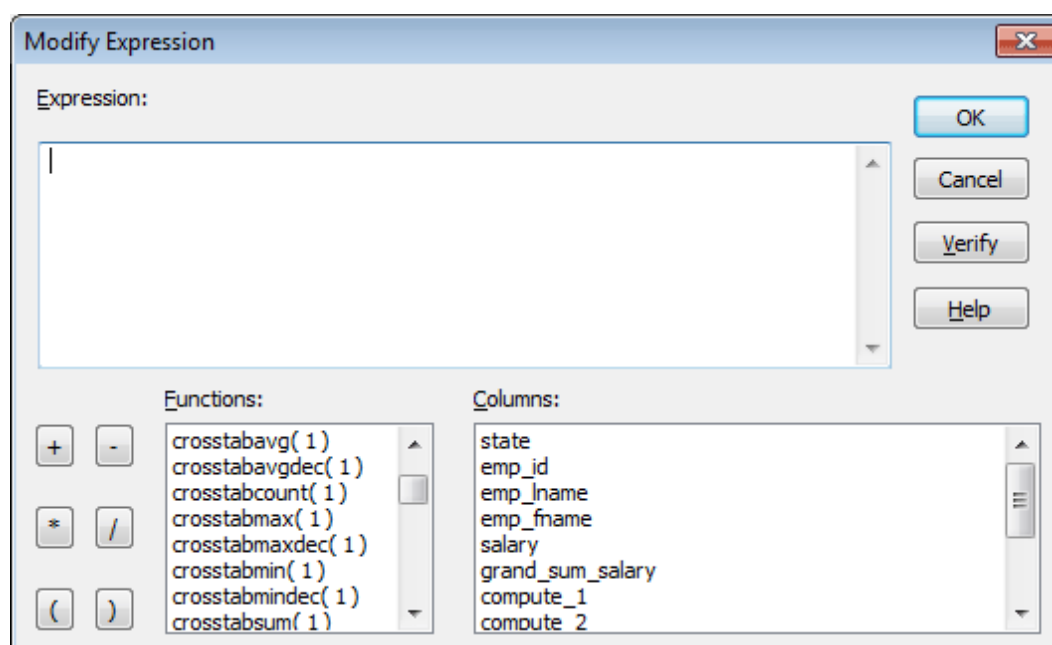 Modify Expression
Expression:
OK
Cancel
Verify
Help
Functions:
Columns:
+ -
* /
( )
crosstabavg( 1 )
crosstabavgdec( 1 )
crosstabcount( 1 )
crosstabmax( 1 )
crosstabmaxdec( 1 )
crosstabmin( 1 )
crosstabmindec( 1 )
crosstabsum( 1 )
state
emp_id
emp_lname
emp_fname
salary
grand_sum_salary
compute_1
compute_2